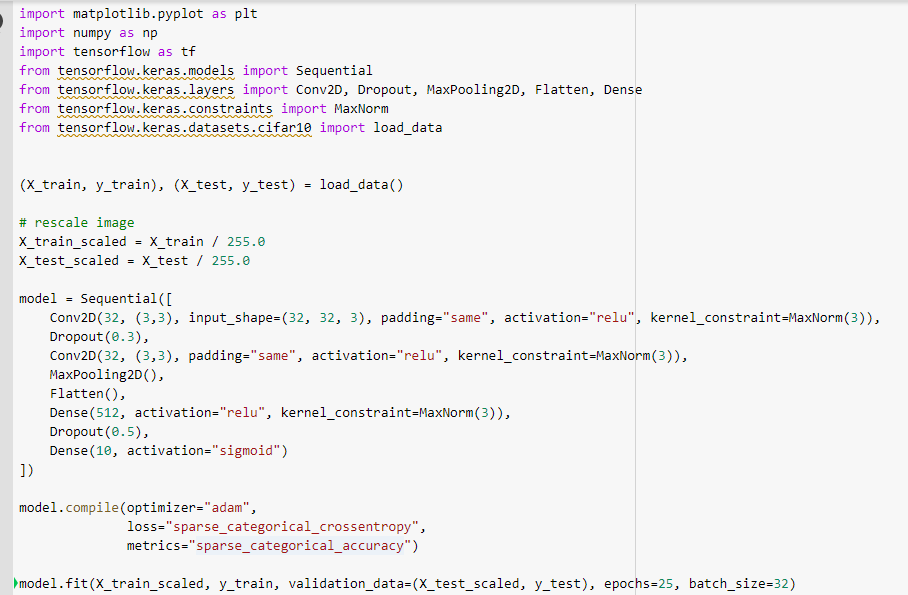 import matplotlib.pyplot as plt
import numpy as np
import tensorflow as tf
from tensorflow.keras.models import Sequential
from tensorflow.keras.layers import Conv2D, Dropout, MaxPooling2D, Flatten, Dense
from tensorflow.keras.constraints import MaxNorm
from tensorflow.keras.datasets.cifar10 import load_data
(X_train, y_train), (X_test, y_test) = load_data()
# rescale image
X_train_scaled = X_train / 255.0
X_test_scaled = X_test / 255.0
model = Sequential([
    Conv2D(32, (3,3), input_shape=(32, 32, 3), padding="same", activation="relu", kernel_constraint=MaxNorm(3)),
    Dropout(0.3),
    Conv2D(32, (3,3), padding="same", activation="relu", kernel_constraint=MaxNorm(3)),
    MaxPooling2D(),
    Flatten(),
    Dense(512, activation="relu", kernel_constraint=MaxNorm(3)),
    Dropout(0.5),
    Dense(10, activation="sigmoid")
])
model.compile(optimizer="adam",
              loss="sparse_categorical_crossentropy",
              metrics="sparse_categorical_accuracy")
model.fit(X_train_scaled, y_train, validation_data=(X_test_scaled, y_test), epochs=25, batch_size=32)